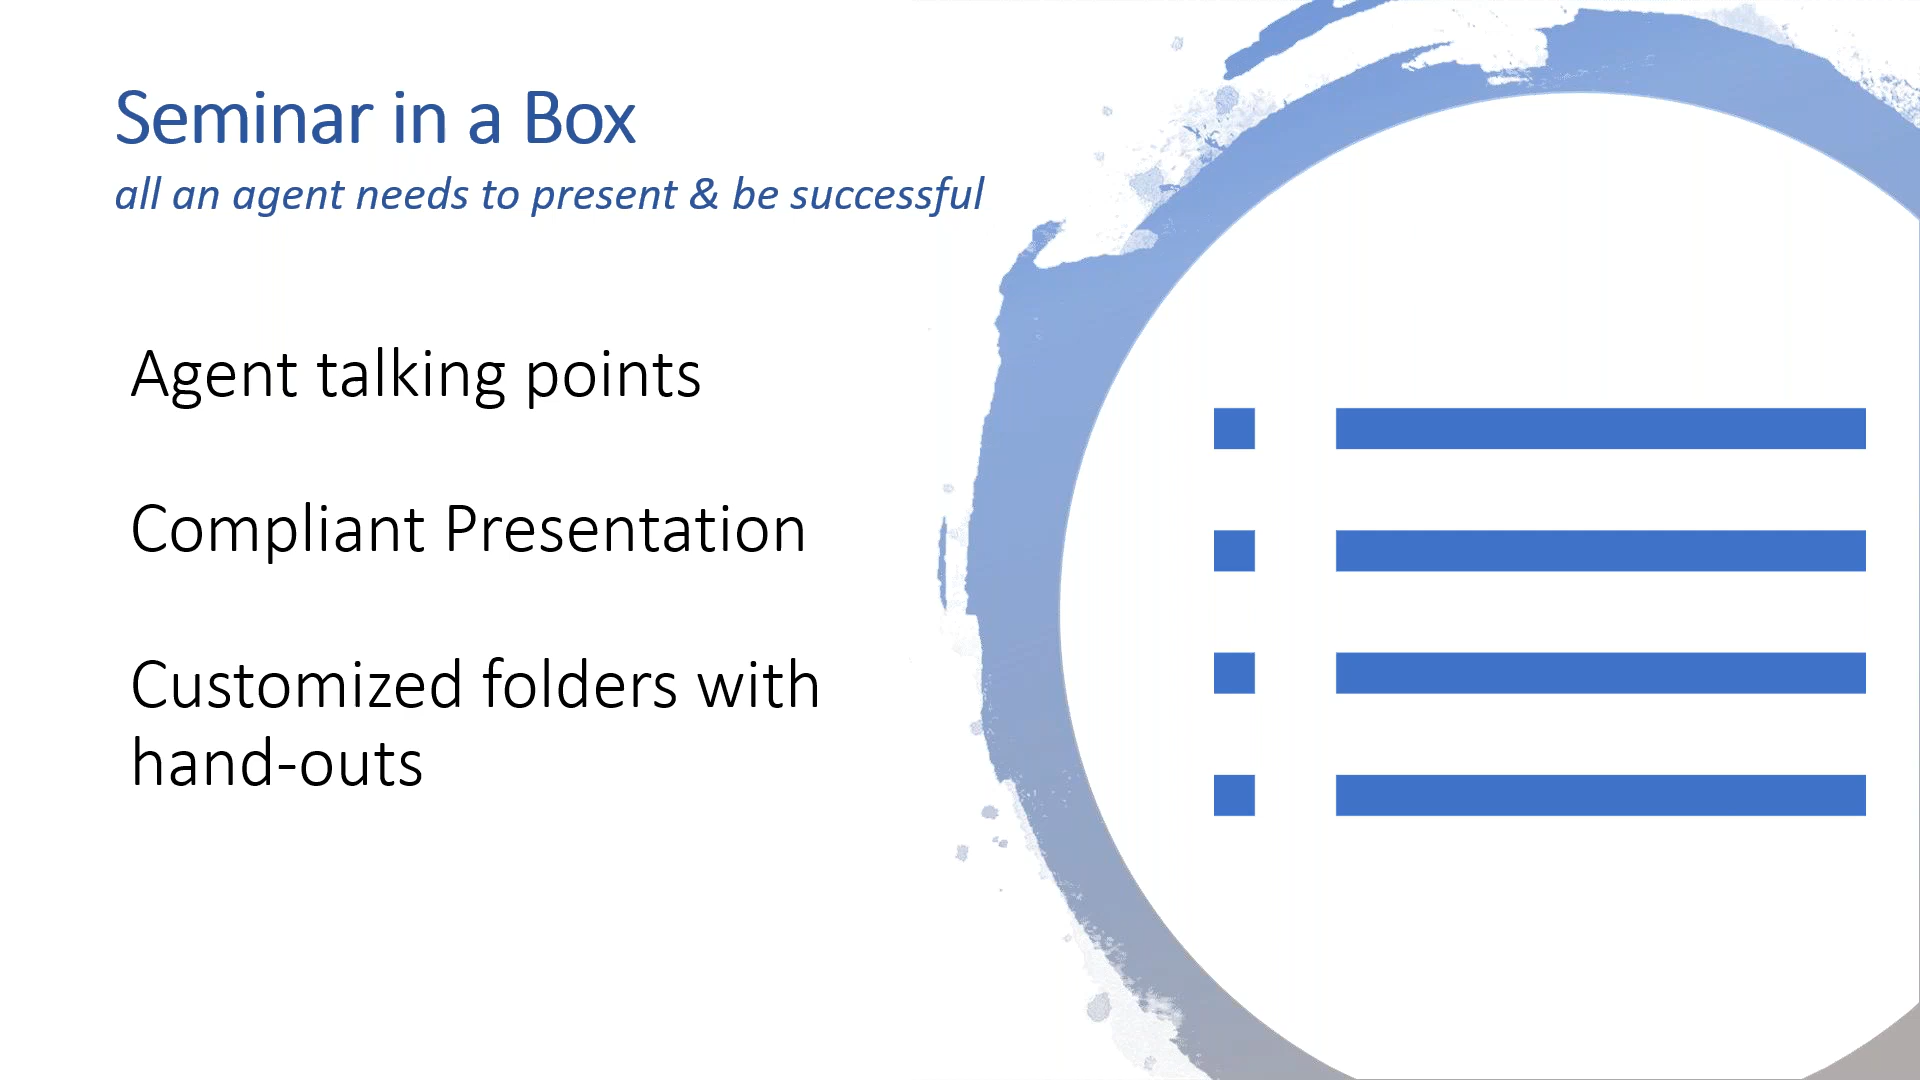 Seminar in a Box
all an agent needs to present & be successful
Agent talking points
Compliant Presentation
Customized folders with
hand-outs